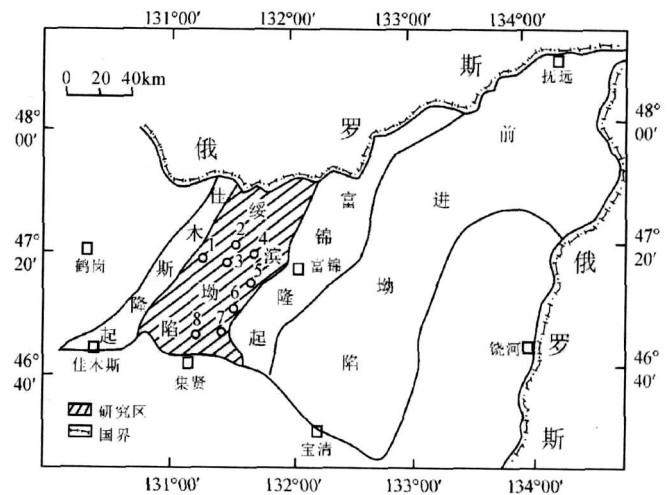 131°00′ 132°00′ 133°00′ 134°00′
0 20 40km
斯
抚远
48°
00′
48°
00′
俄
罗
前
仕
绥
富
进
木
2
1
4
滨
锦
47°
20′
47°
20′
鹤岗
斯
3
富锦
俄
坳
5
坳
隆
6
隆
陷
8
7
起
陷
饶河
罗
起
佳木斯
集贤
46°
40′
46°
40′
研究区
国界
宝清
斯
131°00′ 132°00′ 133°00′ 134°00′